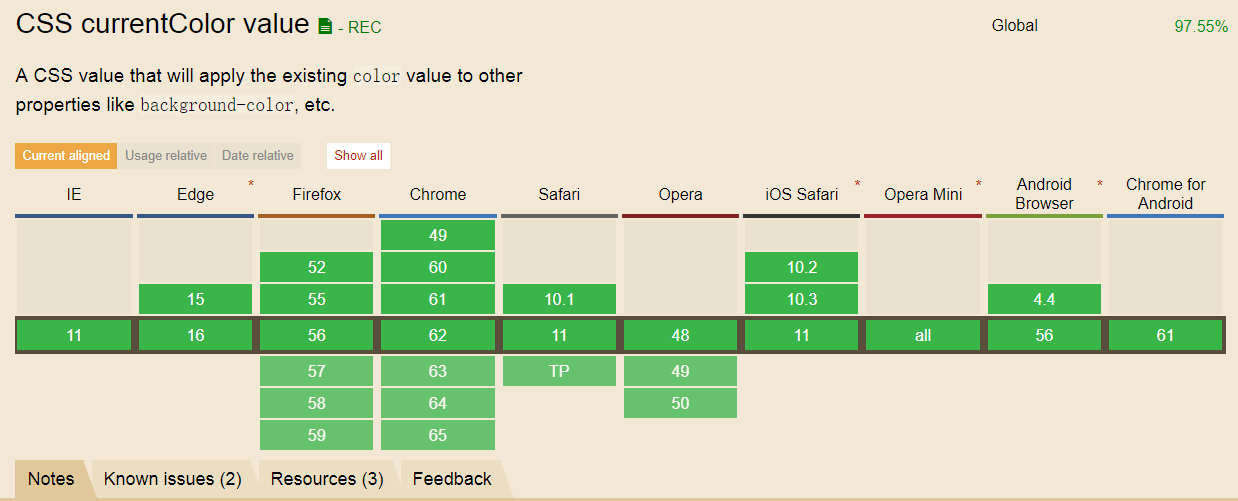 CSS currentColor value - REC
Global 97.55%
A CSS value that will apply the existing color value to other
properties like background-color, etc.
Current aligned Usage relative Date relative Show all
IE Edge * Firefox Chrome Safari Opera iOS Safari * Opera Mini * Android Browser * Chrome for Android
49
52 60 10.2
15 55 61 10.1 10.3 4.4
11 16 56 62 11 48 11 all 56 61
57 63 TP 49
58 64 50
59 65
Notes Known issues (2) Resources (3) Feedback